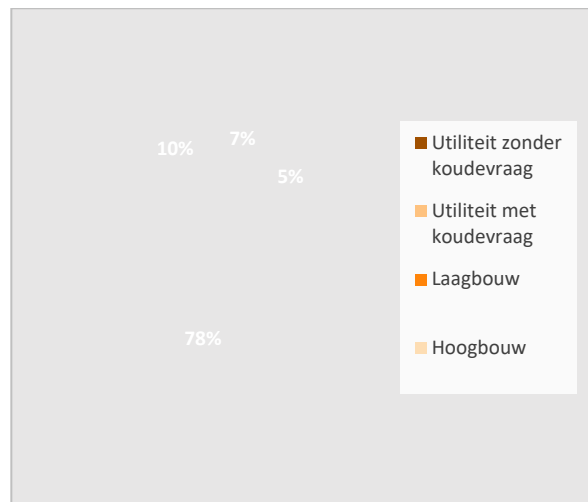 7%
10%
5%
78%
Utiliteit zonder
koudevraag
Utiliteit met
koudevraag
Laagbouw
Hoogbouw